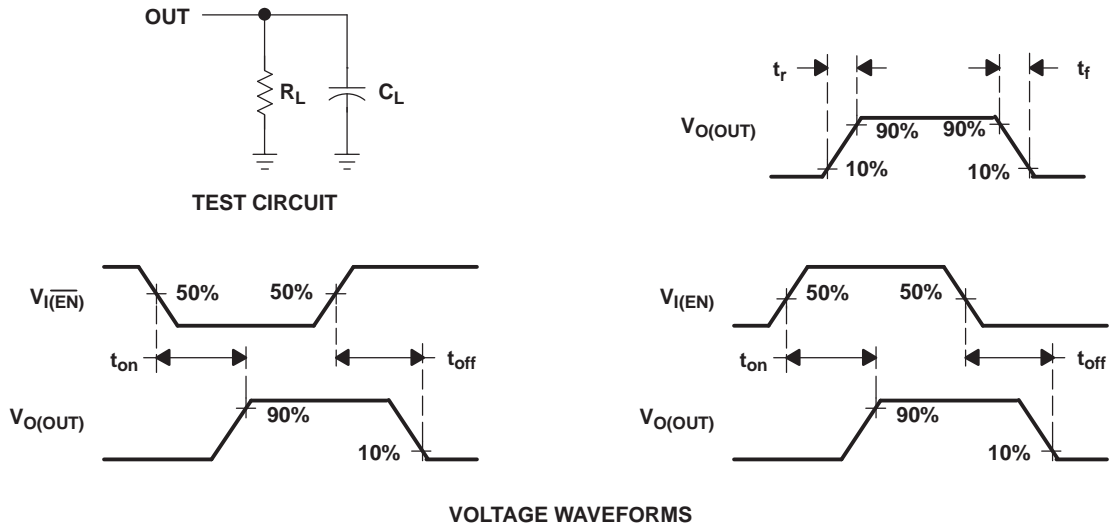 OUT
R_L
C_L
TEST CIRCUIT
t_r
t_f
V_O(OUT)
90%
90%
10%
10%
V_I(E̅N̅)
50%
50%
t_on
t_off
V_O(OUT)
90%
10%
V_I(EN)
50%
50%
t_on
t_off
V_O(OUT)
90%
10%
VOLTAGE WAVEFORMS